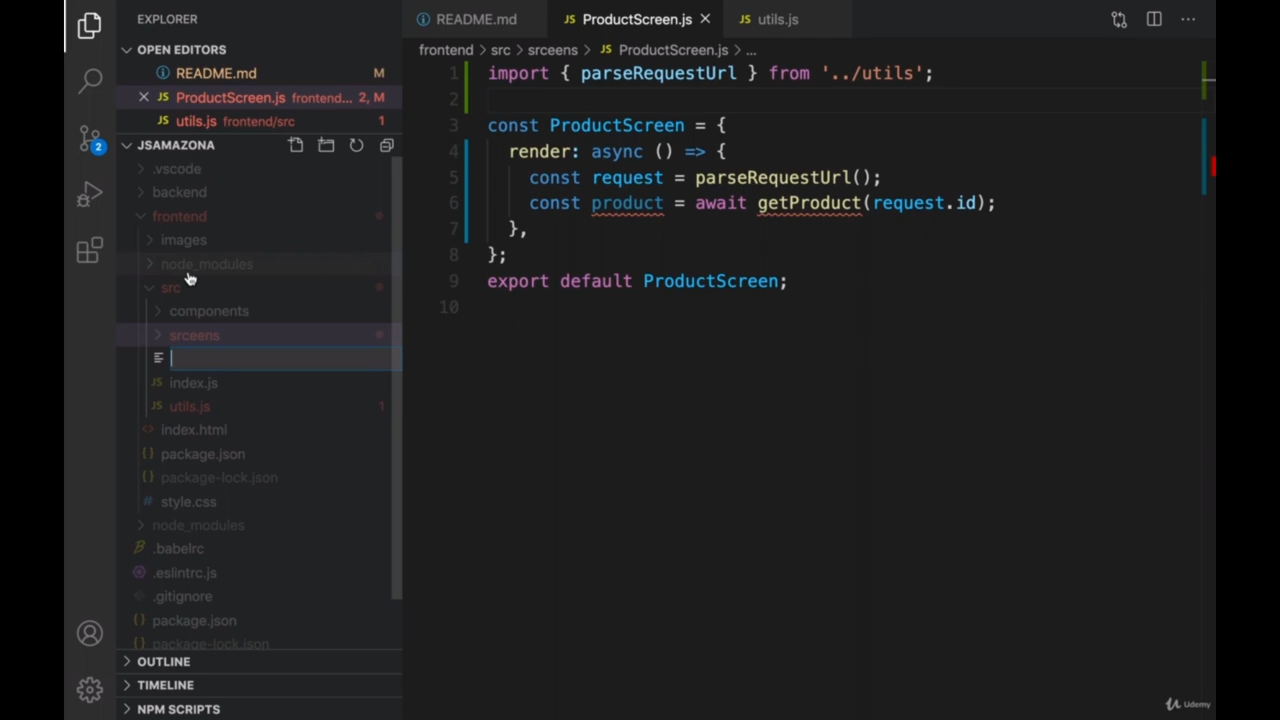 EXPLORER
OPEN EDITORS
README.md M
ProductScreen.js frontend... 2, M
utils.js frontend/src 1
JSAMAZONA
.vscode
backend
frontend
images
node_modules
src
components
srceens
index.js
utils.js 1
index.html
package.json
package-lock.json
style.css
node_modules
.babelrc
.eslintrc.js
.gitignore
package.json
package-lock.json
OUTLINE
TIMELINE
NPM SCRIPTS
2
README.md JS ProductScreen.js JS utils.js
frontend > src > srceens > JS ProductScreen.js > ...
1 import { parseRequestUrl } from '../utils';
2
3 const ProductScreen = {
4 render: async () => {
5 const request = parseRequestUrl();
6 const product = await getProduct(request.id);
7 },
8 };
9 export default ProductScreen;
10
Udemy